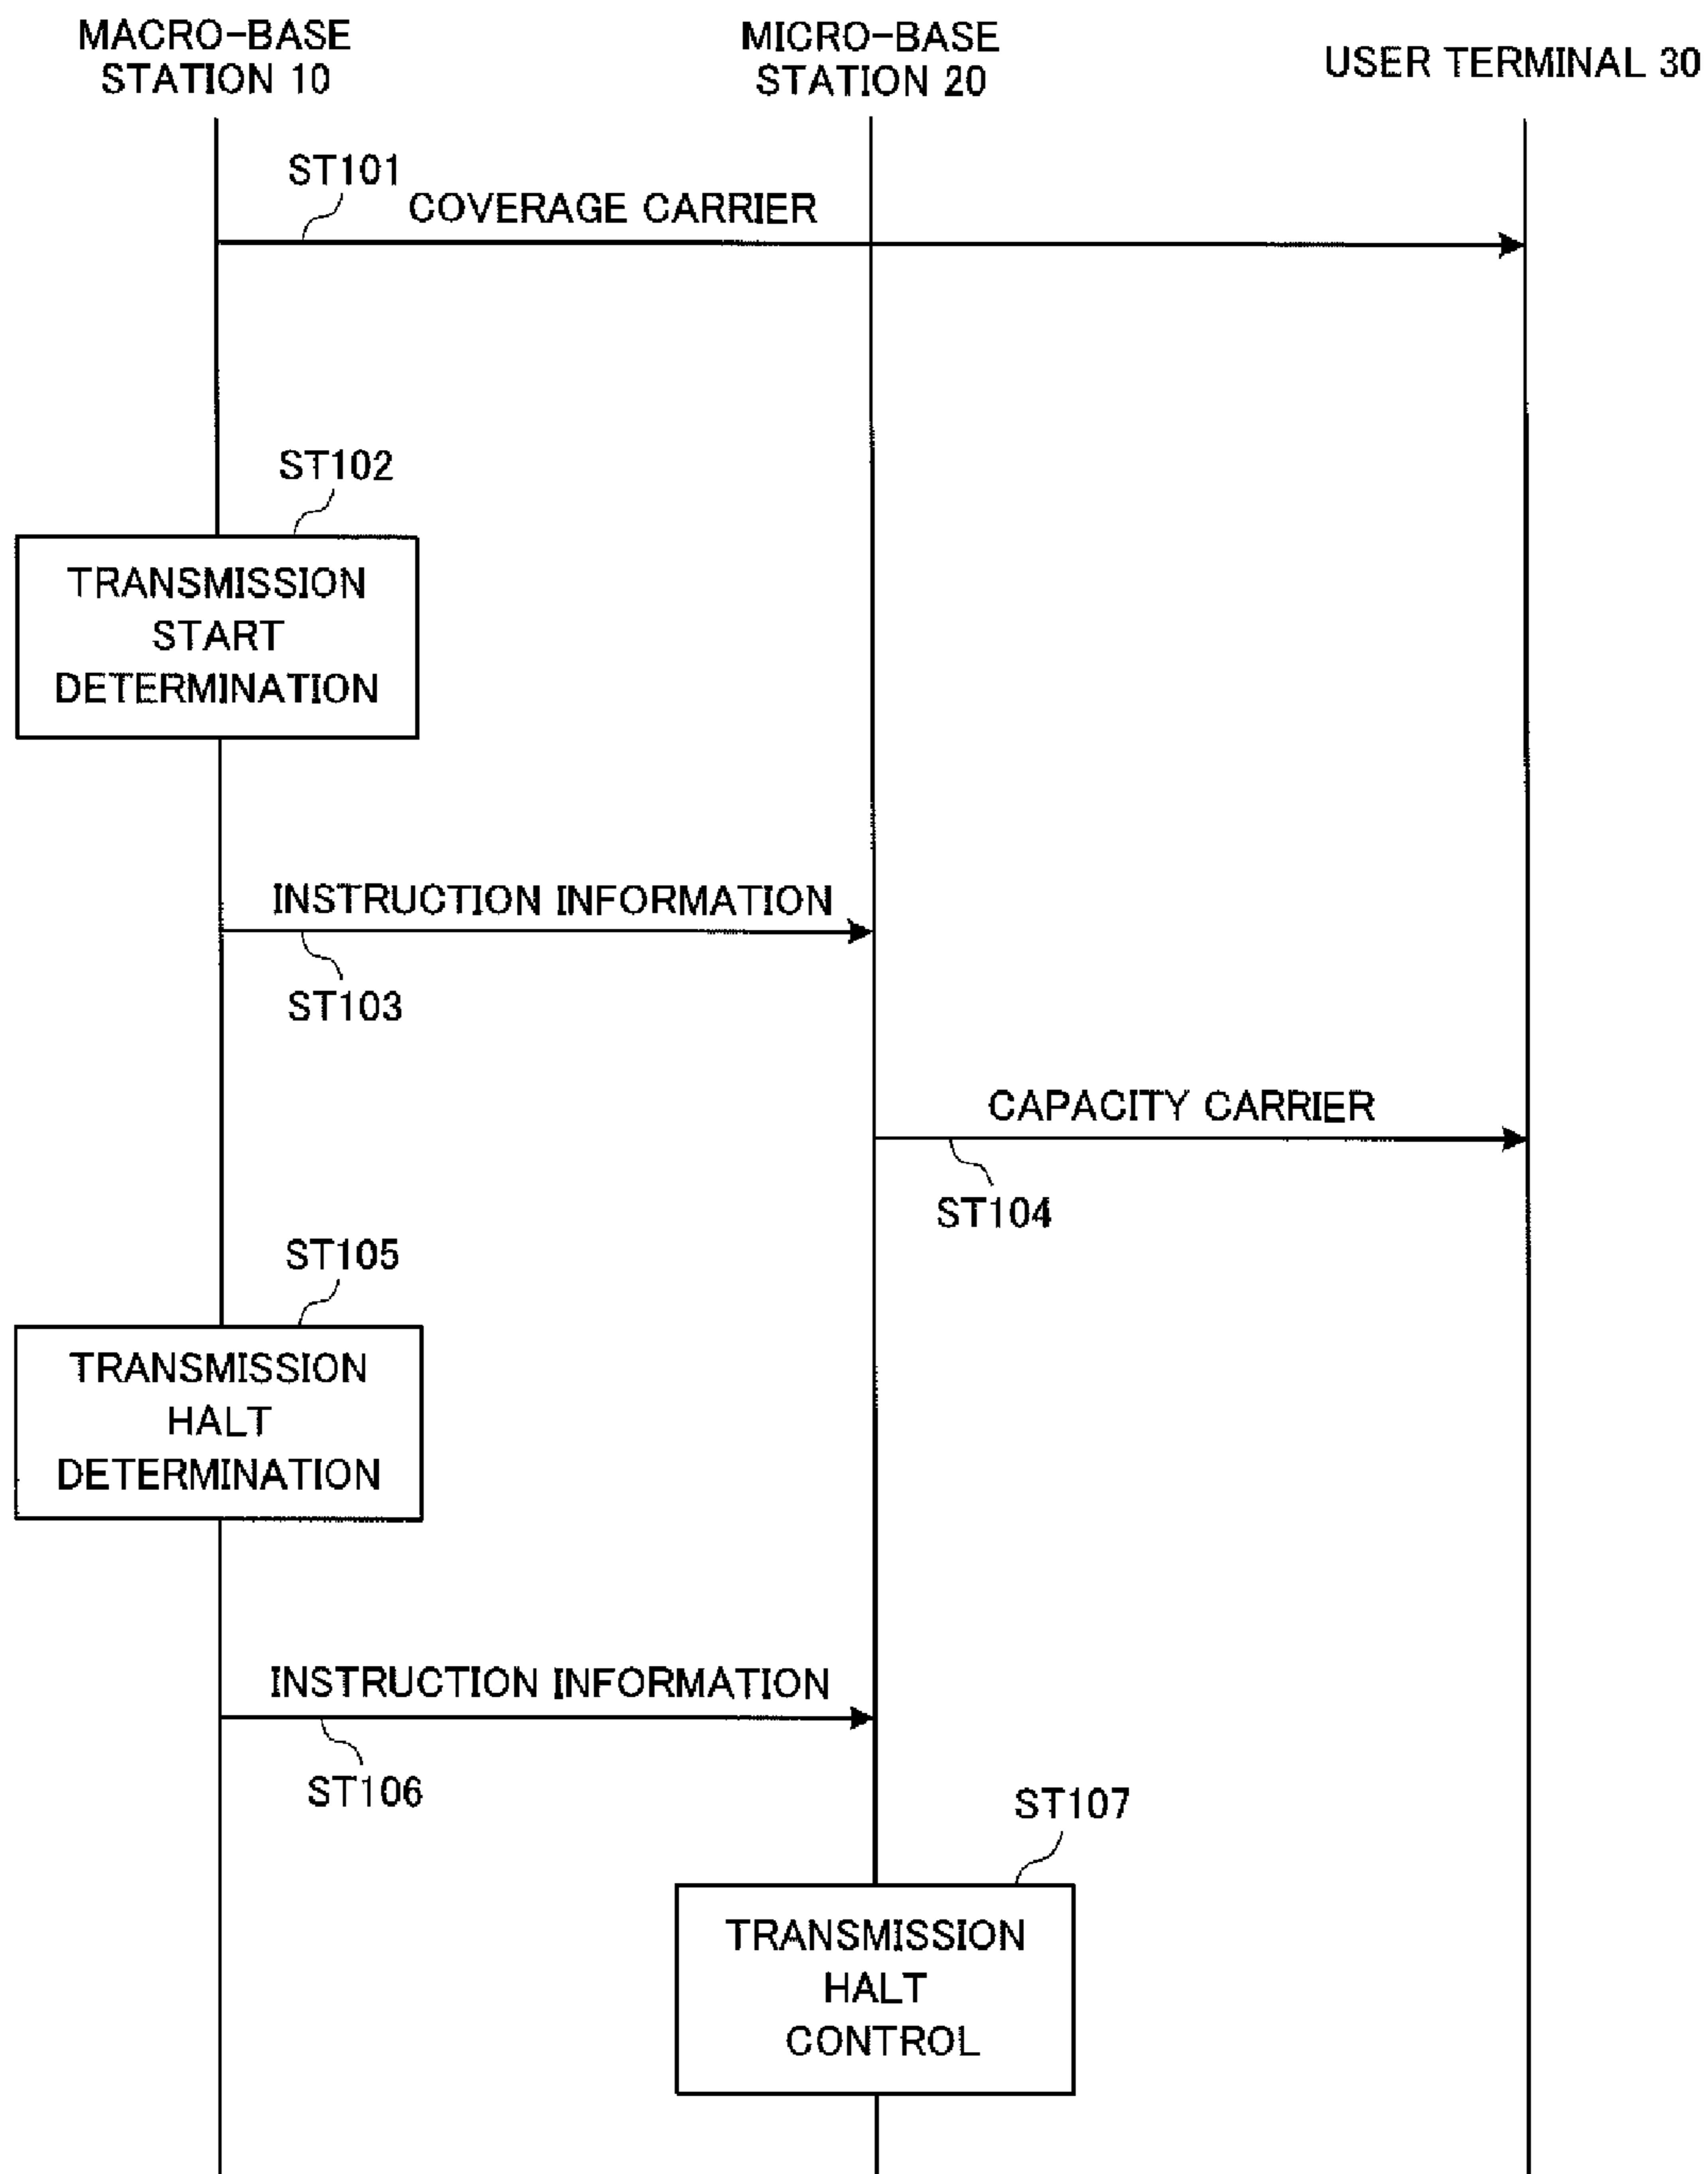 MACRO-BASE
STATION 10
MICRO-BASE
STATION 20
USER TERMINAL 30
ST101
COVERAGE CARRIER
ST102
TRANSMISSION
START
DETERMINATION
INSTRUCTION INFORMATION
ST103
CAPACITY CARRIER
ST104
ST105
TRANSMISSION
HALT
DETERMINATION
INSTRUCTION INFORMATION
ST106
ST107
TRANSMISSION
HALT
CONTROL